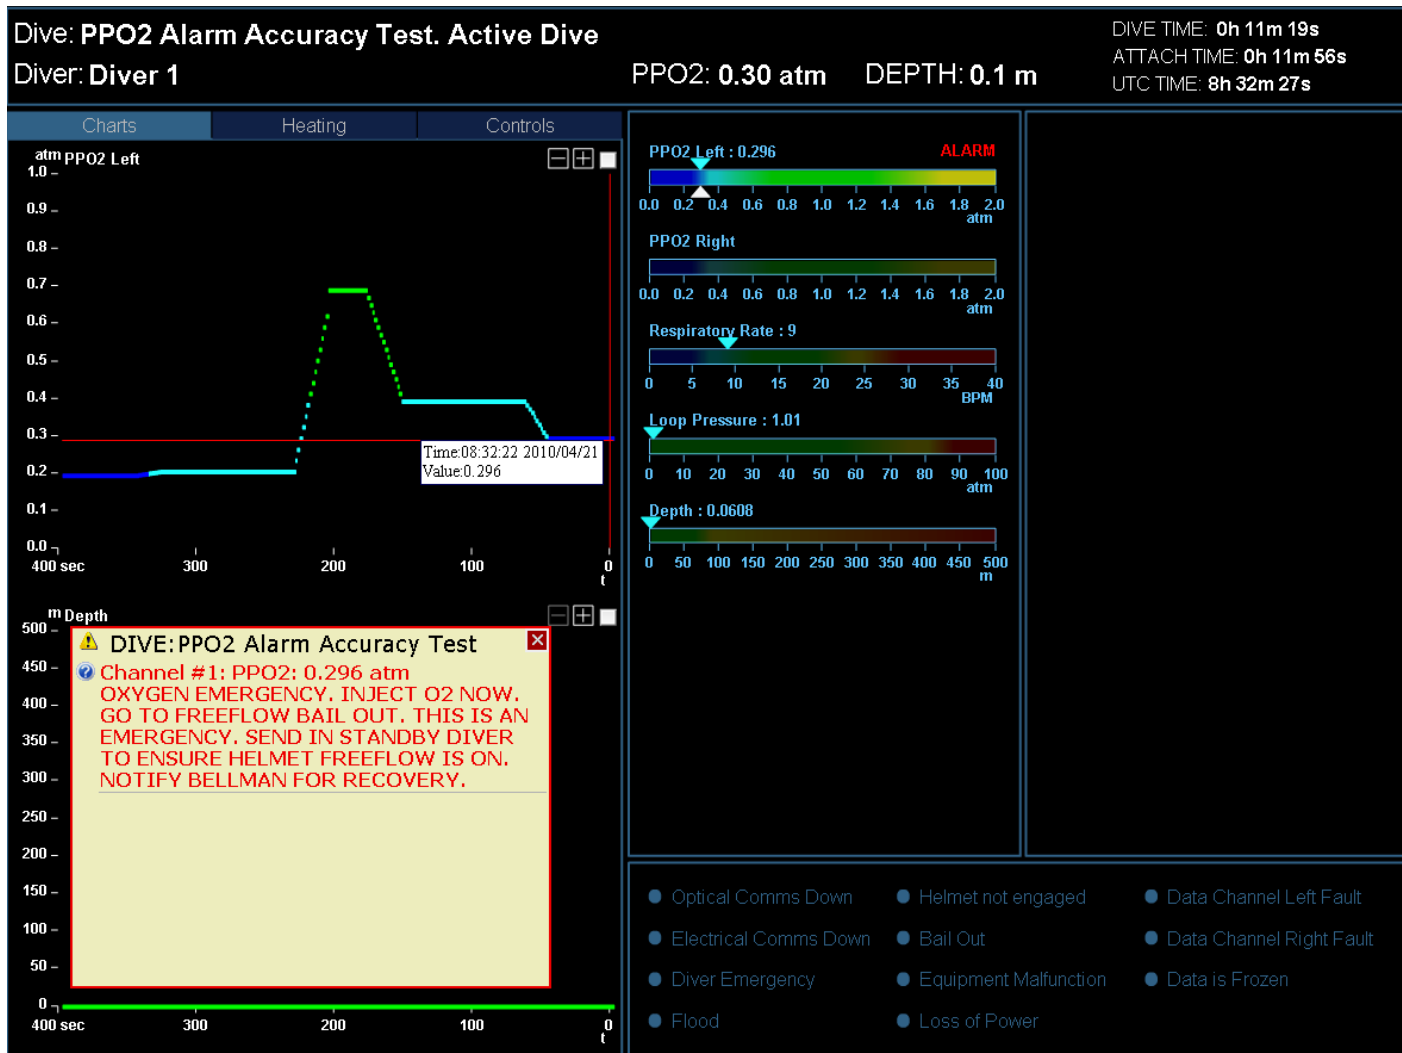 Dive: PPO2 Alarm Accuracy Test. Active Dive
Diver: Diver 1
PPO2: 0.30 atm
DEPTH: 0.1 m
DIVE TIME: 0h 11m 19s
ATTACH TIME: 0h 11m 56s
UTC TIME: 8h 32m 27s
Charts Heating Controls
atm PPO2 Left
1.0
0.9
0.8
0.7
0.6
0.5
0.4
0.3
0.2
0.1
0.0
400 sec 300 200 100 0
t
Time:08:32:22 2010/04/21
Value:0.296
m Depth
500
450
400
350
300
250
200
150
100
50
0
400 sec 300 200 100 0
t
DIVE:PPO2 Alarm Accuracy Test
Channel #1: PPO2: 0.296 atm
OXYGEN EMERGENCY. INJECT O2 NOW.
GO TO FREEFLOW BAIL OUT. THIS IS AN
EMERGENCY. SEND IN STANDBY DIVER
TO ENSURE HELMET FREEFLOW IS ON.
NOTIFY BELLMAN FOR RECOVERY.
PPO2 Left : 0.296 ALARM
0.0 0.2 0.4 0.6 0.8 1.0 1.2 1.4 1.6 1.8 2.0
atm
PPO2 Right
0.0 0.2 0.4 0.6 0.8 1.0 1.2 1.4 1.6 1.8 2.0
atm
Respiratory Rate : 9
0 5 10 15 20 25 30 35 40
BPM
Loop Pressure : 1.01
0 10 20 30 40 50 60 70 80 90 100
atm
Depth : 0.0608
0 50 100 150 200 250 300 350 400 450 500
m
Optical Comms Down
Electrical Comms Down
Diver Emergency
Flood
Helmet not engaged
Bail Out
Equipment Malfunction
Loss of Power
Data Channel Left Fault
Data Channel Right Fault
Data is Frozen